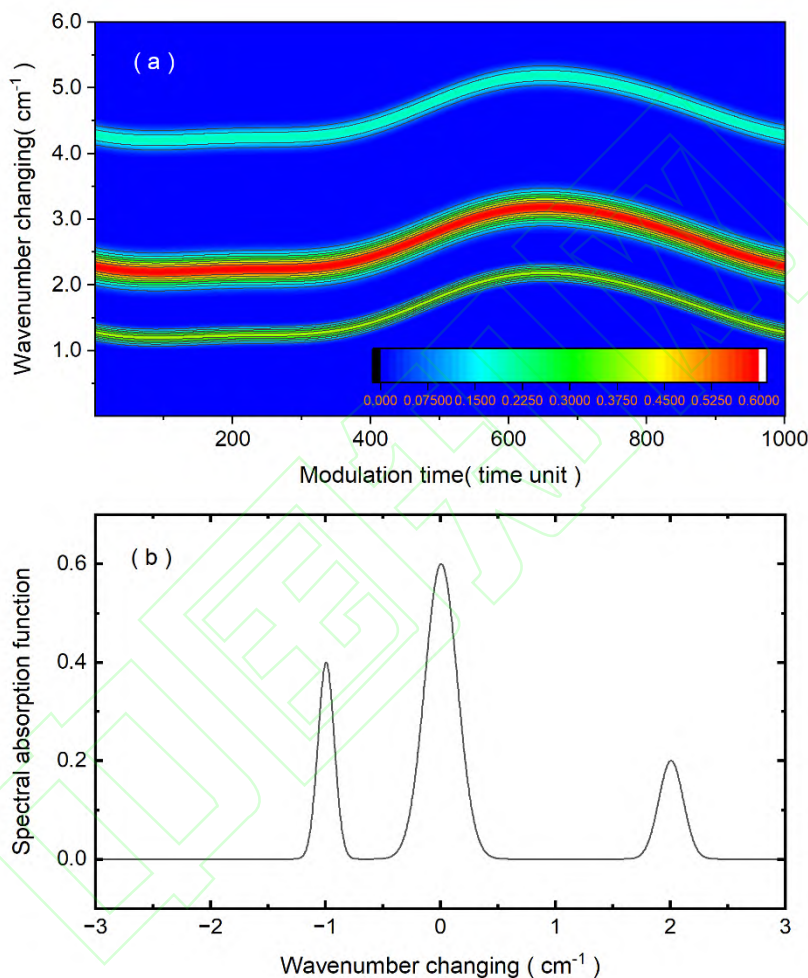 6.0
( a )
5.0
4.0
3.0
2.0
1.0
Wavenumber changing( cm⁻¹ )
0.000 0.0750 0.1500 0.2250 0.3000 0.3750 0.4500 0.5250 0.6000
200 400 600 800 1000
Modulation time( time unit )
( b )
0.6
0.4
0.2
0.0
Spectral absorption function
−3 −2 −1 0 1 2 3
Wavenumber changing ( cm⁻¹ )